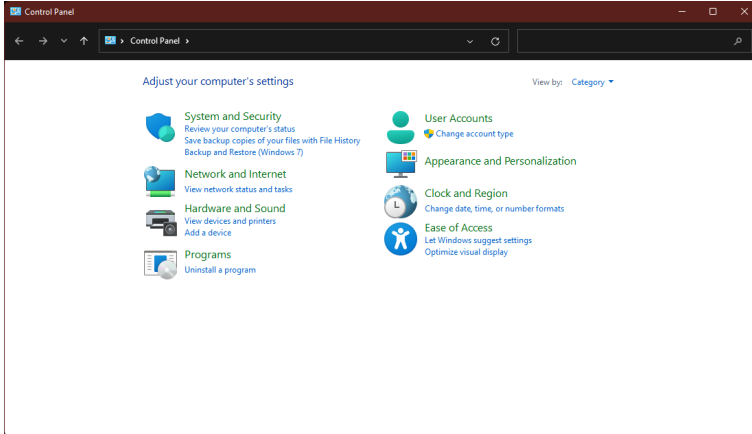 Control Panel
Control Panel
Adjust your computer's settings
View by: Category
System and Security
Review your computer's status
Save backup copies of your files with File History
Backup and Restore (Windows 7)
Network and Internet
View network status and tasks
Hardware and Sound
View devices and printers
Add a device
Programs
Uninstall a program
User Accounts
Change account type
Appearance and Personalization
Clock and Region
Change date, time, or number formats
Ease of Access
Let Windows suggest settings
Optimize visual display